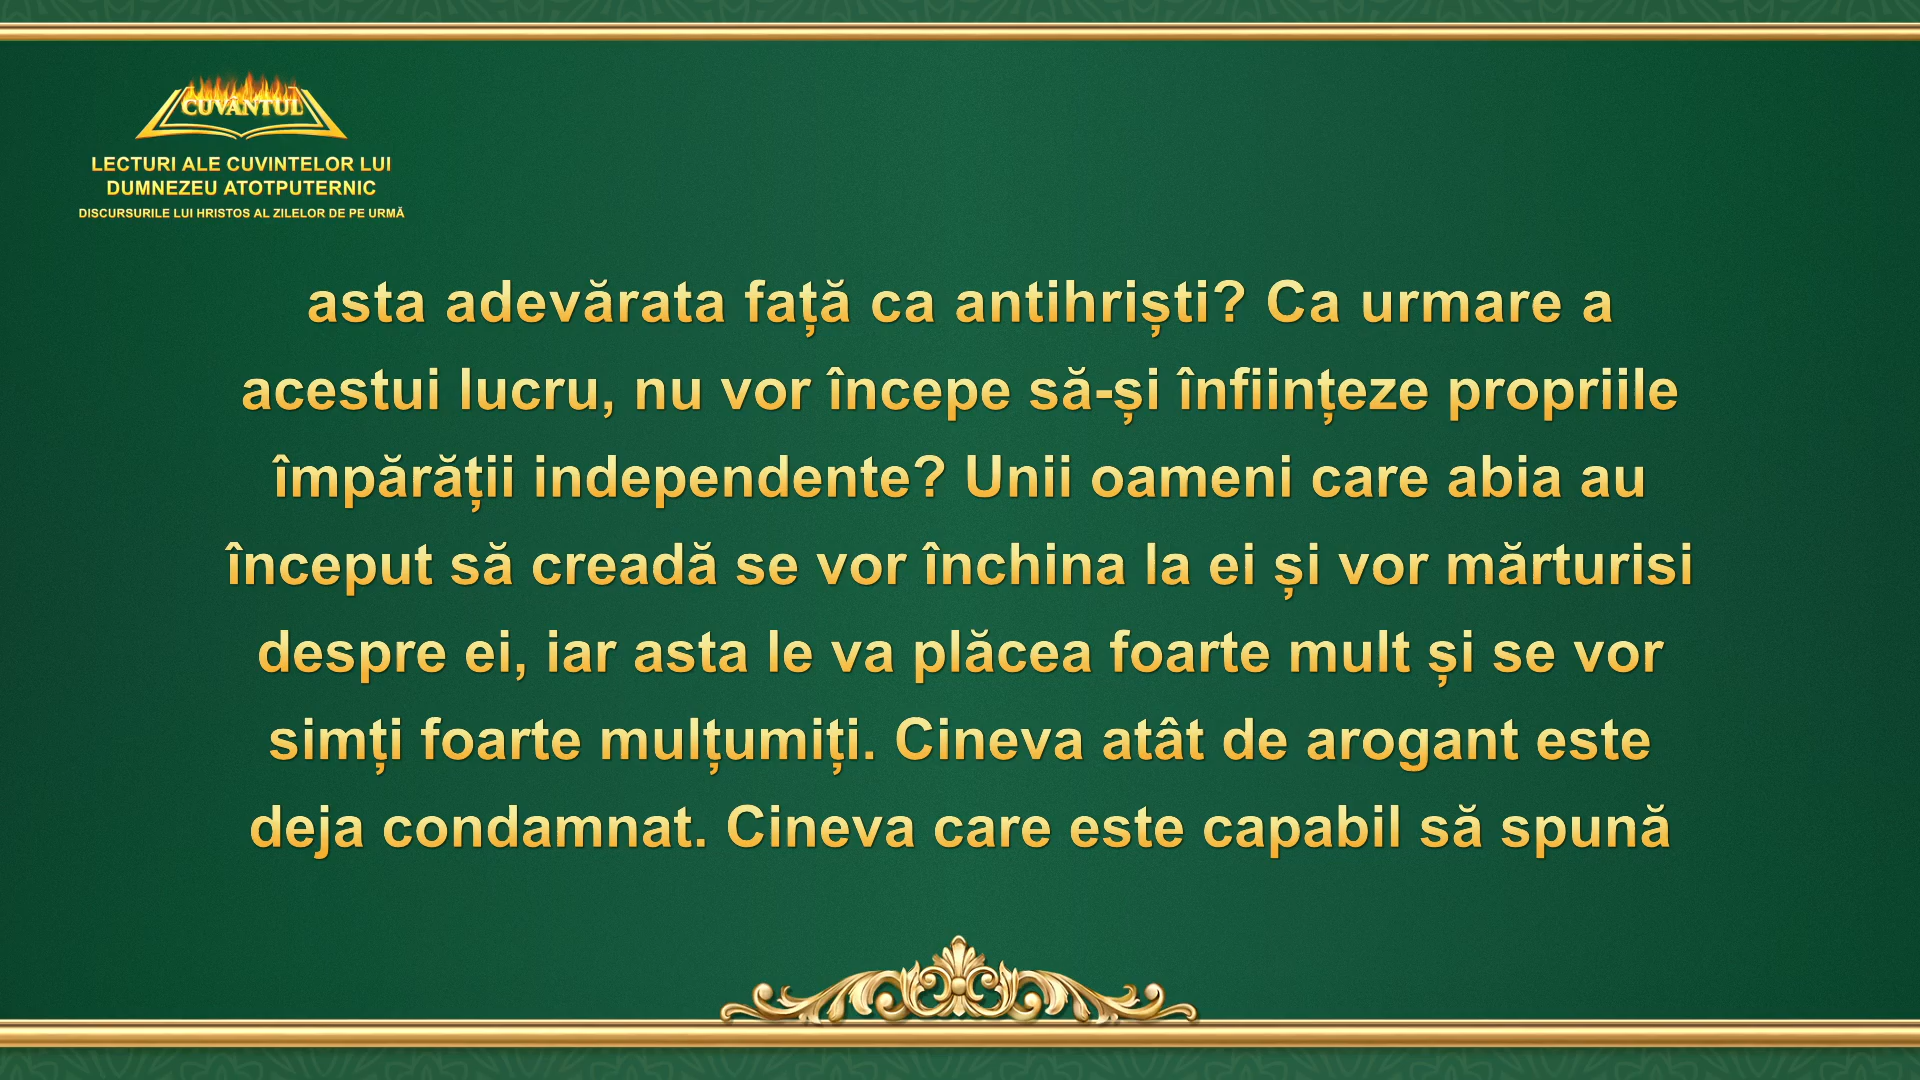 CUVÂNTUL
LECTURI ALE CUVINTELOR LUI
DUMNEZEU ATOTPUTERNIC
DISCURSURILE LUI HRISTOS AL ZILELOR DE PE URMĂ
asta adevărata față ca antihriști? Ca urmare a
acestui lucru, nu vor începe să-și înființeze propriile
împărății independente? Unii oameni care abia au
început să creadă se vor închina la ei și vor mărturisi
despre ei, iar asta le va plăcea foarte mult și se vor
simți foarte mulțumiți. Cineva atât de arogant este
deja condamnat. Cineva care este capabil să spună